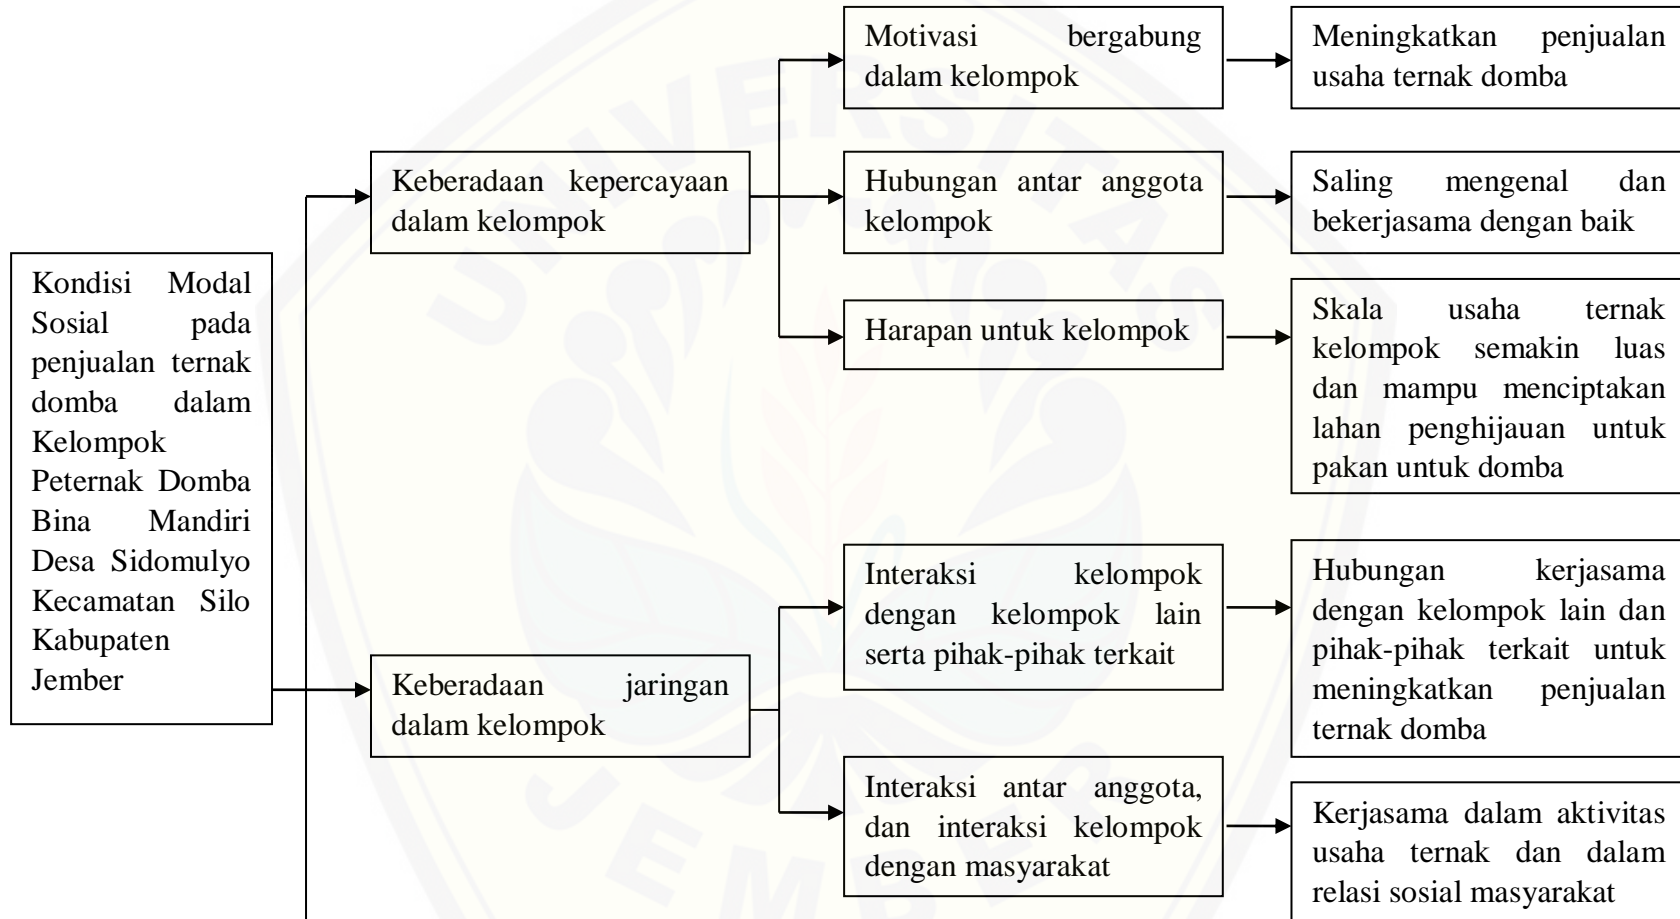 Kondisi Modal
Sosial pada
penjualan ternak
domba dalam
Kelompok
Peternak Domba
Bina Mandiri
Desa Sidomulyo
Kecamatan Silo
Kabupaten
Jember
Keberadaan kepercayaan
dalam kelompok
Motivasi bergabung
dalam kelompok
Meningkatkan penjualan
usaha ternak domba
Hubungan antar anggota
kelompok
Saling mengenal dan
bekerjasama dengan baik
Harapan untuk kelompok
Skala usaha ternak
kelompok semakin luas
dan mampu menciptakan
lahan penghijauan untuk
pakan untuk domba
Keberadaan jaringan
dalam kelompok
Interaksi kelompok
dengan kelompok lain
serta pihak-pihak terkait
Hubungan kerjasama
dengan kelompok lain dan
pihak-pihak terkait untuk
meningkatkan penjualan
ternak domba
Interaksi antar anggota,
dan interaksi kelompok
dengan masyarakat
Kerjasama dalam aktivitas
usaha ternak dan dalam
relasi sosial masyarakat
UNIVERSITAS
JEMBER